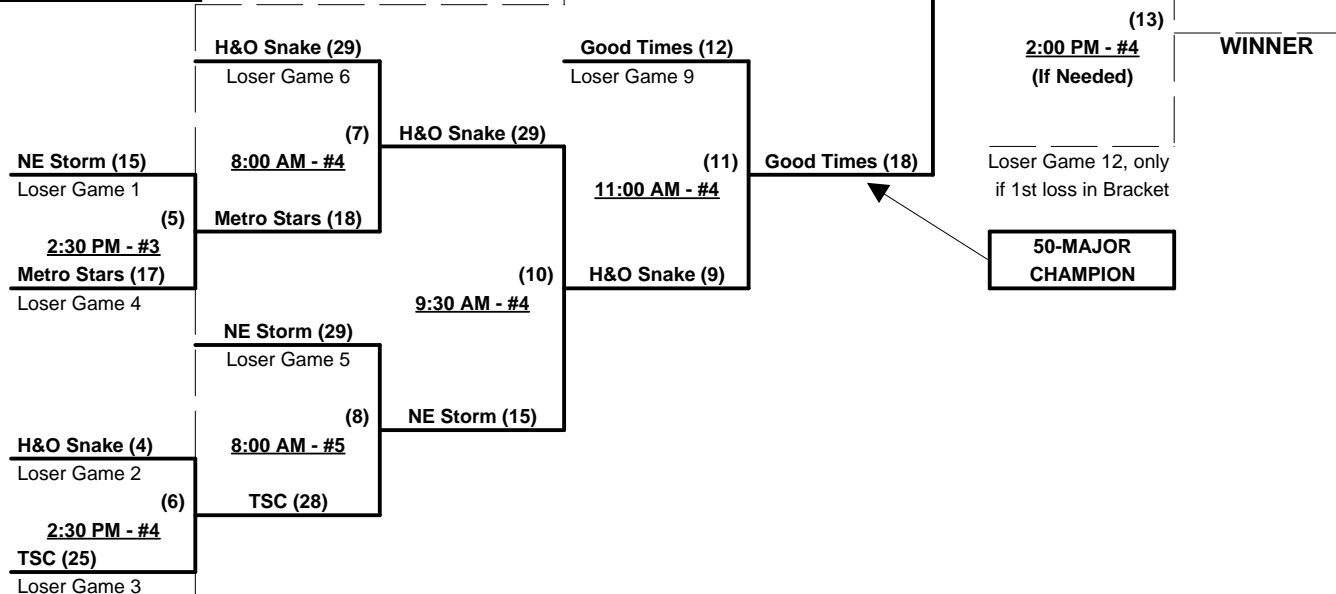 (13)
2:00 PM - #4
(If Needed)
WINNER
H&O Snake (29)
Loser Game 6
Good Times (12)
Loser Game 9
(7)
8:00 AM - #4
H&O Snake (29)
NE Storm (15)
Loser Game 1
(11)
11:00 AM - #4
Good Times (18)
Loser Game 12, only
if 1st loss in Bracket
(5)
2:30 PM - #3
Metro Stars (18)
Metro Stars (17)
Loser Game 4
50-MAJOR
CHAMPION
(10)
9:30 AM - #4
H&O Snake (9)
NE Storm (29)
Loser Game 5
(8)
8:00 AM - #5
NE Storm (15)
H&O Snake (4)
Loser Game 2
(6)
2:30 PM - #4
TSC (28)
TSC (25)
Loser Game 3